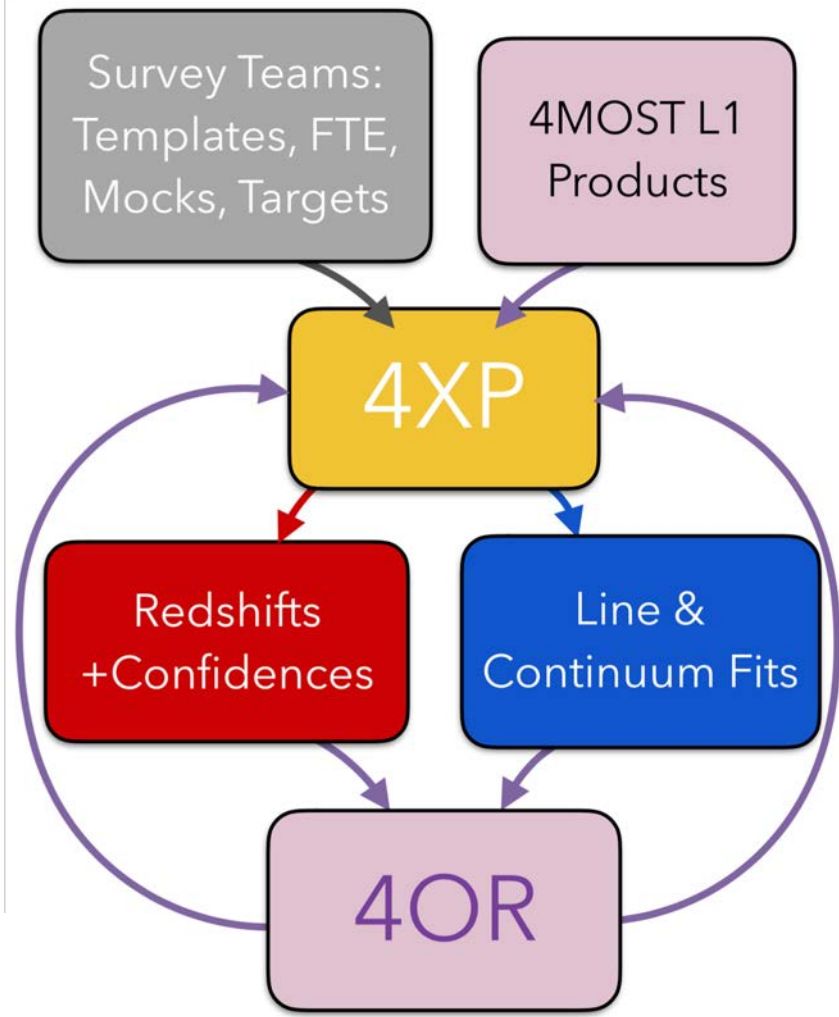 Survey Teams:
Templates, FTE,
Mocks, Targets
4MOST L1
Products
4XP
Redshifts
+Confidences
Line &
Continuum Fits
4OR